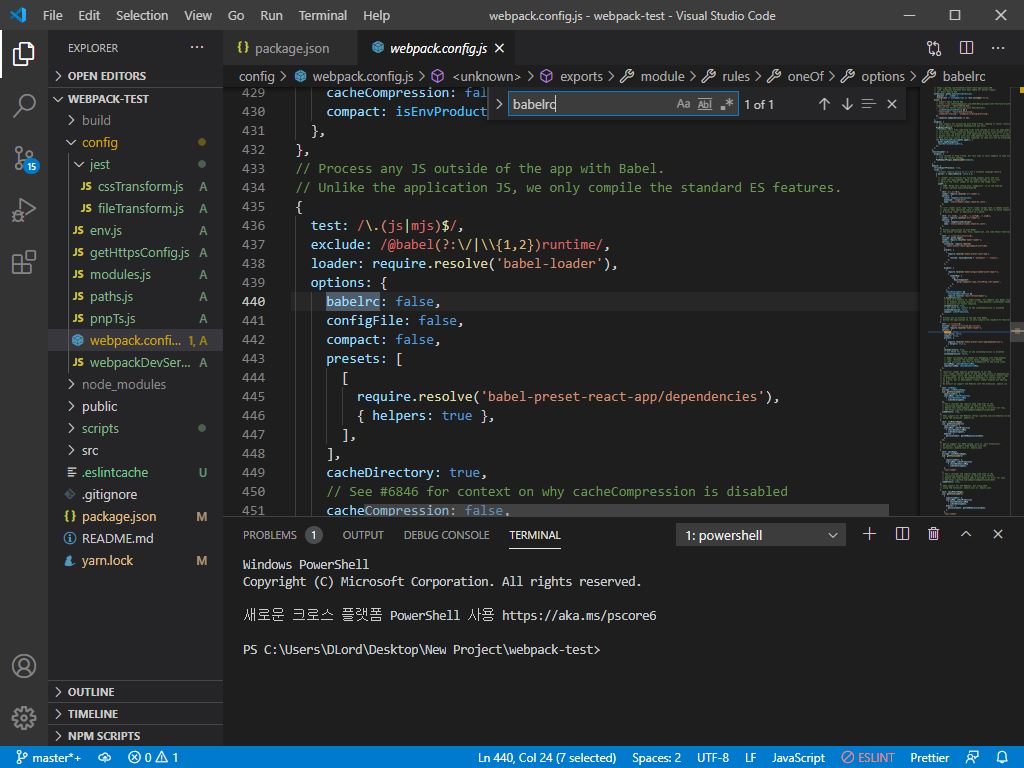 File Edit Selection View Go Run Terminal Help webpack.config.js - webpack-test - Visual Studio Code
EXPLORER
OPEN EDITORS
WEBPACK-TEST
build
config
jest
JS cssTransform.js A
JS fileTransform.js A
JS env.js A
JS getHttpsConfig.js A
JS modules.js A
JS paths.js A
JS pnpTs.js A
webpack.confi... 1, A
JS webpackDevSer... A
node_modules
public
scripts
src
.eslintcache U
.gitignore
{} package.json M
README.md
yarn.lock M
OUTLINE
TIMELINE
NPM SCRIPTS
15
{} package.json webpack.config.js
config > webpack.config.js > <unknown> > exports > module > rules > oneOf > options > babelrc
babelrc Aa Abl .* 1 of 1
429 cacheCompression: fal
430 compact: isEnvProduct
431 },
432 },
433 // Process any JS outside of the app with Babel.
434 // Unlike the application JS, we only compile the standard ES features.
435 {
436 test: /\.(js|mjs)$/,
437 exclude: /@babel(?:\/|\\{1,2})runtime/,
438 loader: require.resolve('babel-loader'),
439 options: {
440 babelrc: false,
441 configFile: false,
442 compact: false,
443 presets: [
444 [
445 require.resolve('babel-preset-react-app/dependencies'),
446 { helpers: true },
447 ],
448 ],
449 cacheDirectory: true,
450 // See #6846 for context on why cacheCompression is disabled
451 cacheCompression: false,
PROBLEMS 1 OUTPUT DEBUG CONSOLE TERMINAL 1: powershell
Windows PowerShell
Copyright (C) Microsoft Corporation. All rights reserved.
새로운 크로스 플랫폼 PowerShell 사용 https://aka.ms/pscore6
PS C:\Users\DLord\Desktop\New Project\webpack-test>
master*+ 0 1 Ln 440, Col 24 (7 selected) Spaces: 2 UTF-8 LF JavaScript ESLINT Prettier